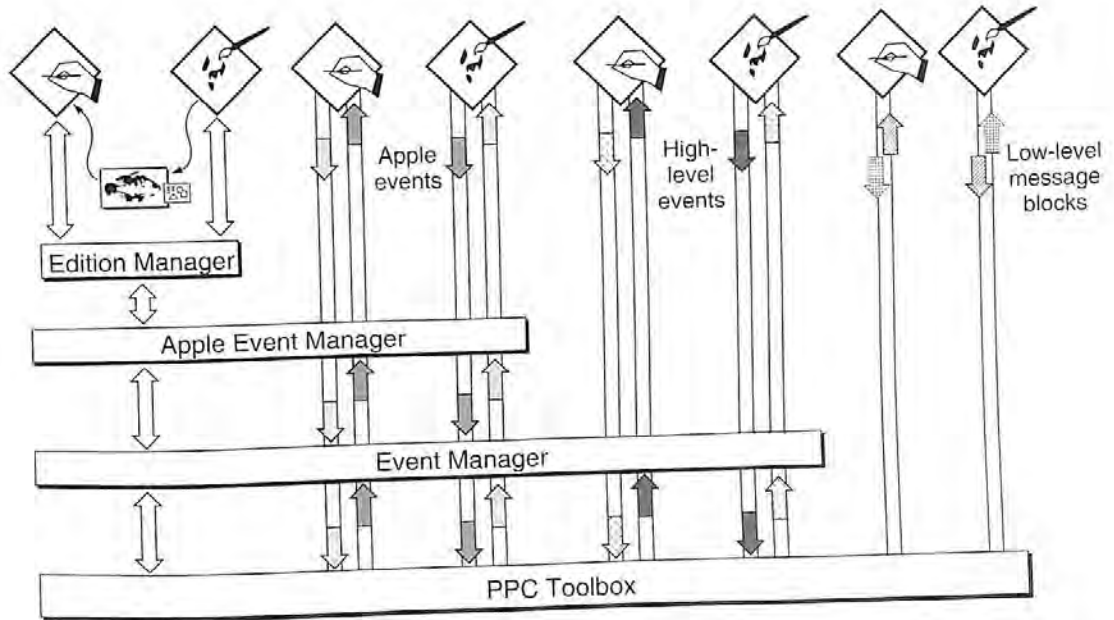 Apple
events
High-
level
events
Low-level
message
blocks
Edition Manager
Apple Event Manager
Event Manager
PPC Toolbox